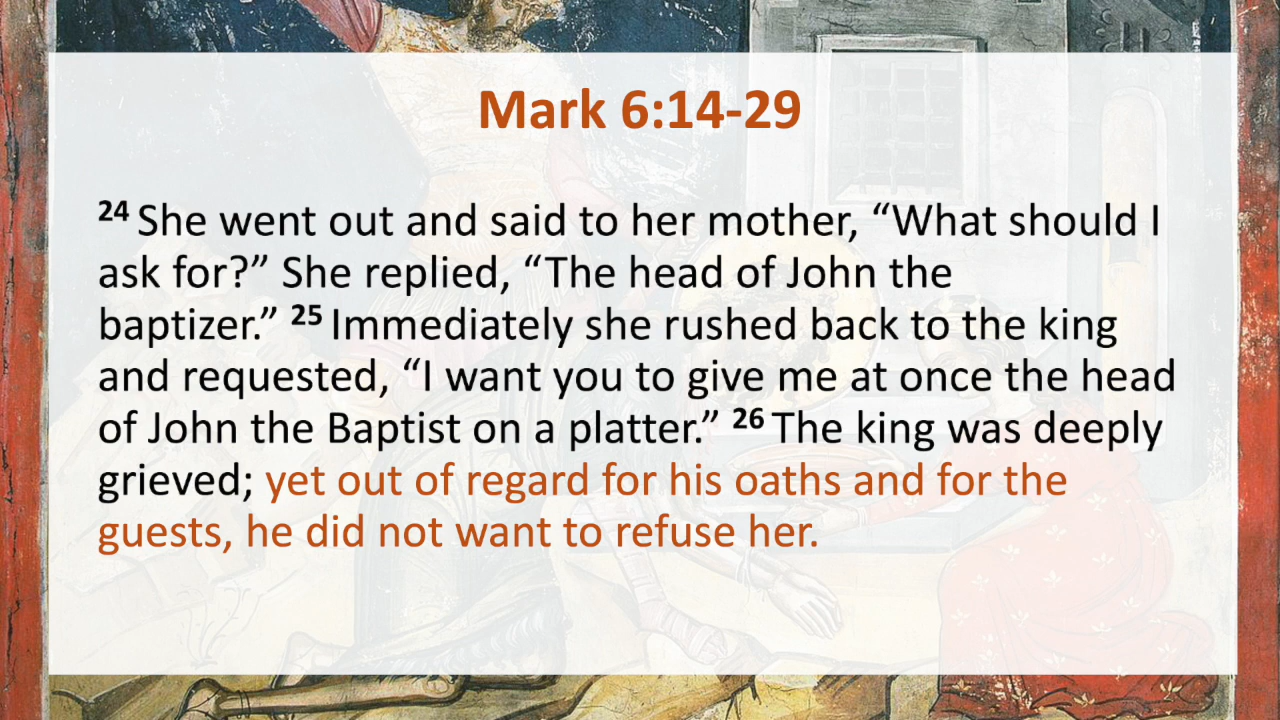 Mark 6:14-29
24 She went out and said to her mother, “What should I
ask for?” She replied, “The head of John the
baptizer.” 25 Immediately she rushed back to the king
and requested, “I want you to give me at once the head
of John the Baptist on a platter.” 26 The king was deeply
grieved; yet out of regard for his oaths and for the
guests, he did not want to refuse her.